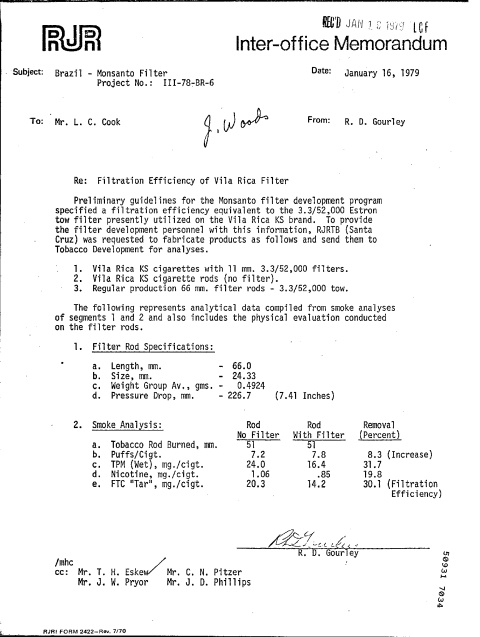 REC'D JAN 18 1979 LCF
RJR
Inter-office Memorandum
Subject: Brazil - Monsanto Filter
Project No.: III-78-BR-6
Date: January 16, 1979
To: Mr. L. C. Cook
J. Woods
From: R. D. Gourley
Re: Filtration Efficiency of Vila Rica Filter
Preliminary guidelines for the Monsanto filter development program
specified a filtration efficiency equivalent to the 3.3/52,000 Estron
tow filter presently utilized on the Vila Rica KS brand. To provide
the filter development personnel with this information, RJRTB (Santa
Cruz) was requested to fabricate products as follows and send them to
Tobacco Development for analyses.
1. Vila Rica KS cigarettes with 11 mm. 3.3/52,000 filters.
2. Vila Rica KS cigarette rods (no filter).
3. Regular production 66 mm. filter rods - 3.3/52,000 tow.
The following represents analytical data compiled from smoke analyses
of segments 1 and 2 and also includes the physical evaluation conducted
on the filter rods.
1. Filter Rod Specifications:
a. Length, mm. - 66.0
b. Size, mm. - 24.33
c. Weight Group Av., gms. - 0.4924
d. Pressure Drop, mm. - 226.7 (7.41 Inches)
2. Smoke Analysis: Rod Rod Removal
No Filter With Filter (Percent)
a. Tobacco Rod Burned, mm. 51 51
b. Puffs/Cigt. 7.2 7.8 8.3 (Increase)
c. TPM (Wet), mg./cigt. 24.0 16.4 31.7
d. Nicotine, mg./cigt. 1.06 .85 19.8
e. FTC "Tar", mg./cigt. 20.3 14.2 30.1 (Filtration
Efficiency)
R. D. Gourley
/mhc
cc: Mr. T. H. Eskew Mr. C. N. Pitzer
Mr. J. W. Pryor Mr. J. D. Phillips
50931 7034
RJRI FORM 2422-Rev. 7/70